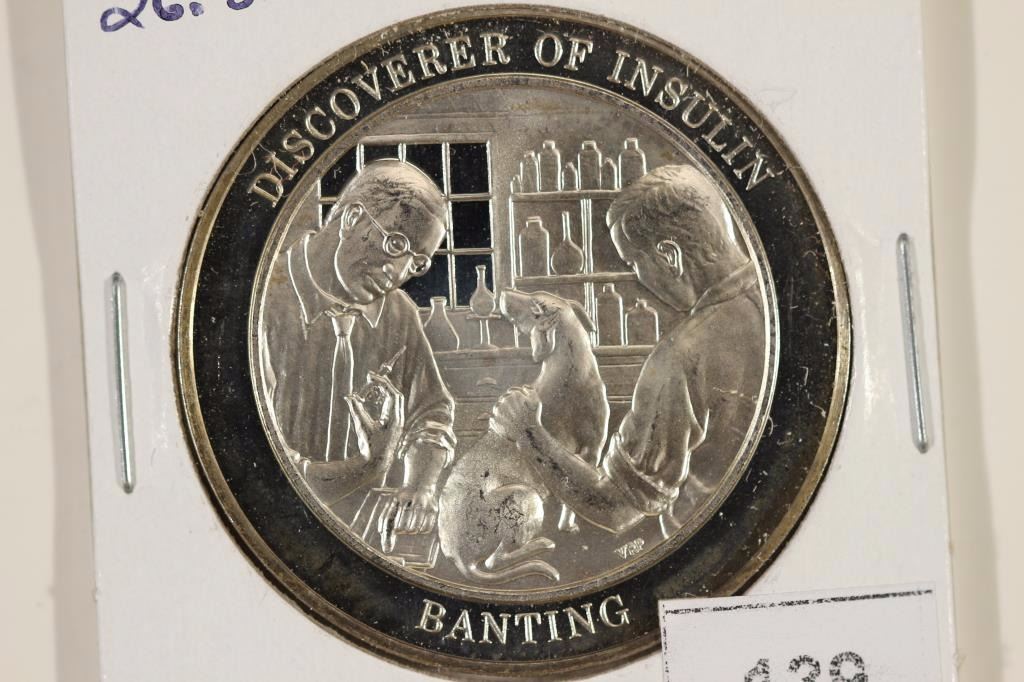 DISCOVERER OF INSULIN
BANTING